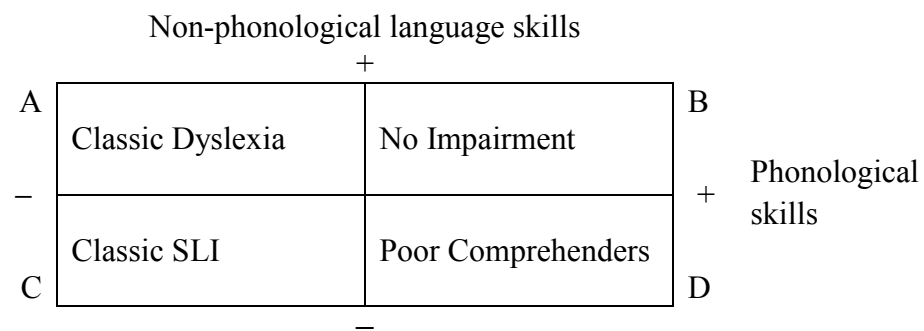 Non-phonological language skills
+
A B
Classic Dyslexia No Impairment
− + Phonological
skills
Classic SLI Poor Comprehenders
C D
−